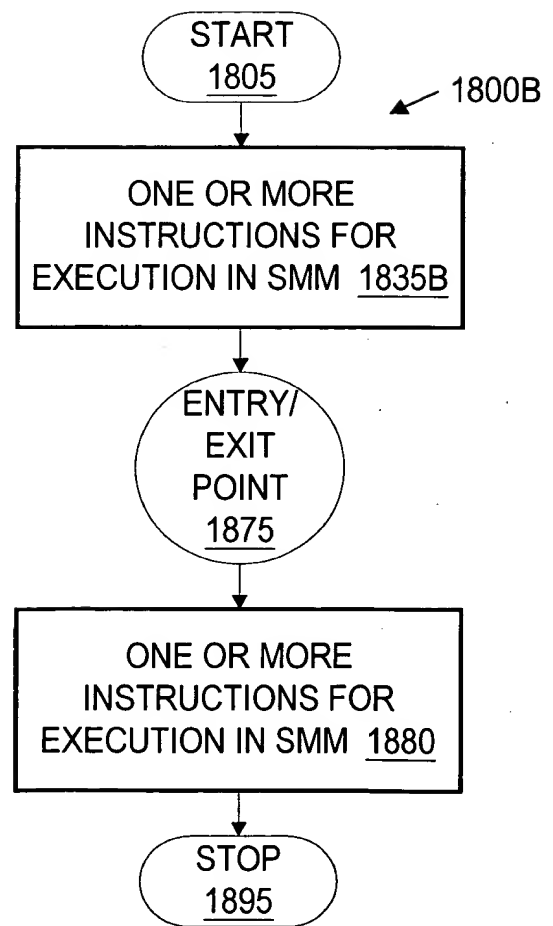 START
1805
1800B
ONE OR MORE
INSTRUCTIONS FOR
EXECUTION IN SMM 1835B
ENTRY/
EXIT
POINT
1875
ONE OR MORE
INSTRUCTIONS FOR
EXECUTION IN SMM 1880
STOP
1895